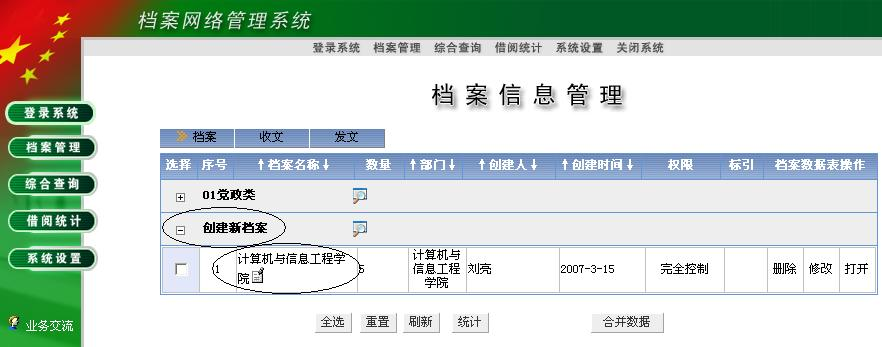 档案网络管理系统
登录系统 档案管理 综合查询 借阅统计 系统设置 关闭系统
档案信息管理
登录系统
档案管理
综合查询
借阅统计
系统设置
业务交流
档案 收文 发文
选择 序号 ↑档案名称↓ 数量 ↑部门↓ ↑创建人↓ ↑创建时间↓ 权限 标引 档案数据表操作
01党政类
创建新档案
1 计算机与信息工程学院 5 计算机与信息工程学院 刘亮 2007-3-15 完全控制 删除 修改 打开
全选 重置 刷新 统计 合并数据